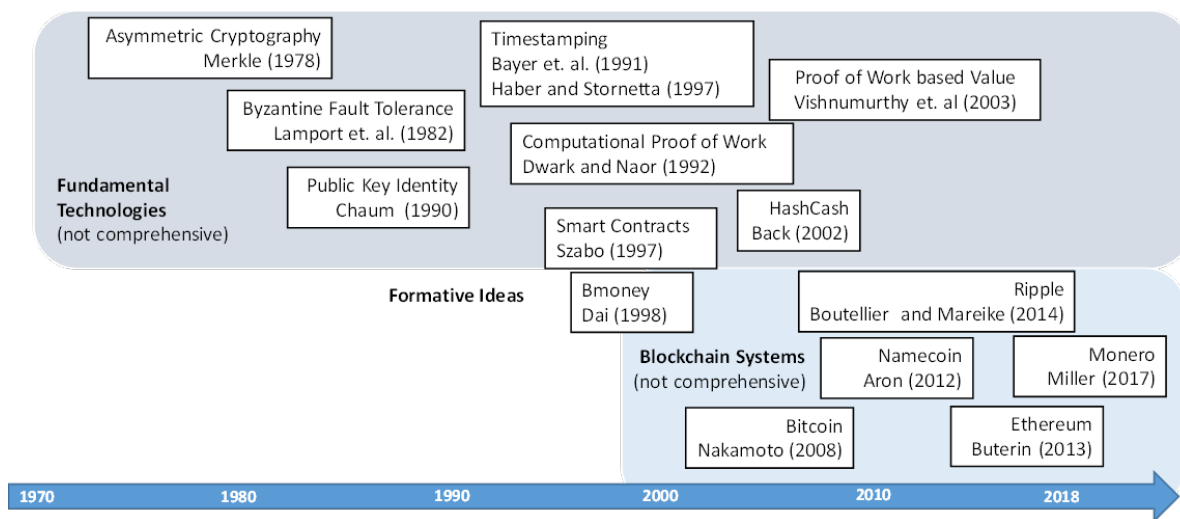 Asymmetric Cryptography
Merkle (1978)
Timestamping
Bayer et. al. (1991)
Haber and Stornetta (1997)
Proof of Work based Value
Vishnumurthy et. al (2003)
Byzantine Fault Tolerance
Lamport et. al. (1982)
Computational Proof of Work
Dwark and Naor (1992)
Fundamental
Technologies
(not comprehensive)
Public Key Identity
Chaum (1990)
HashCash
Back (2002)
Smart Contracts
Szabo (1997)
Formative Ideas
Bmoney
Dai (1998)
Ripple
Boutellier and Mareike (2014)
Blockchain Systems
(not comprehensive)
Namecoin
Aron (2012)
Monero
Miller (2017)
Bitcoin
Nakamoto (2008)
Ethereum
Buterin (2013)
1970 1980 1990 2000 2010 2018